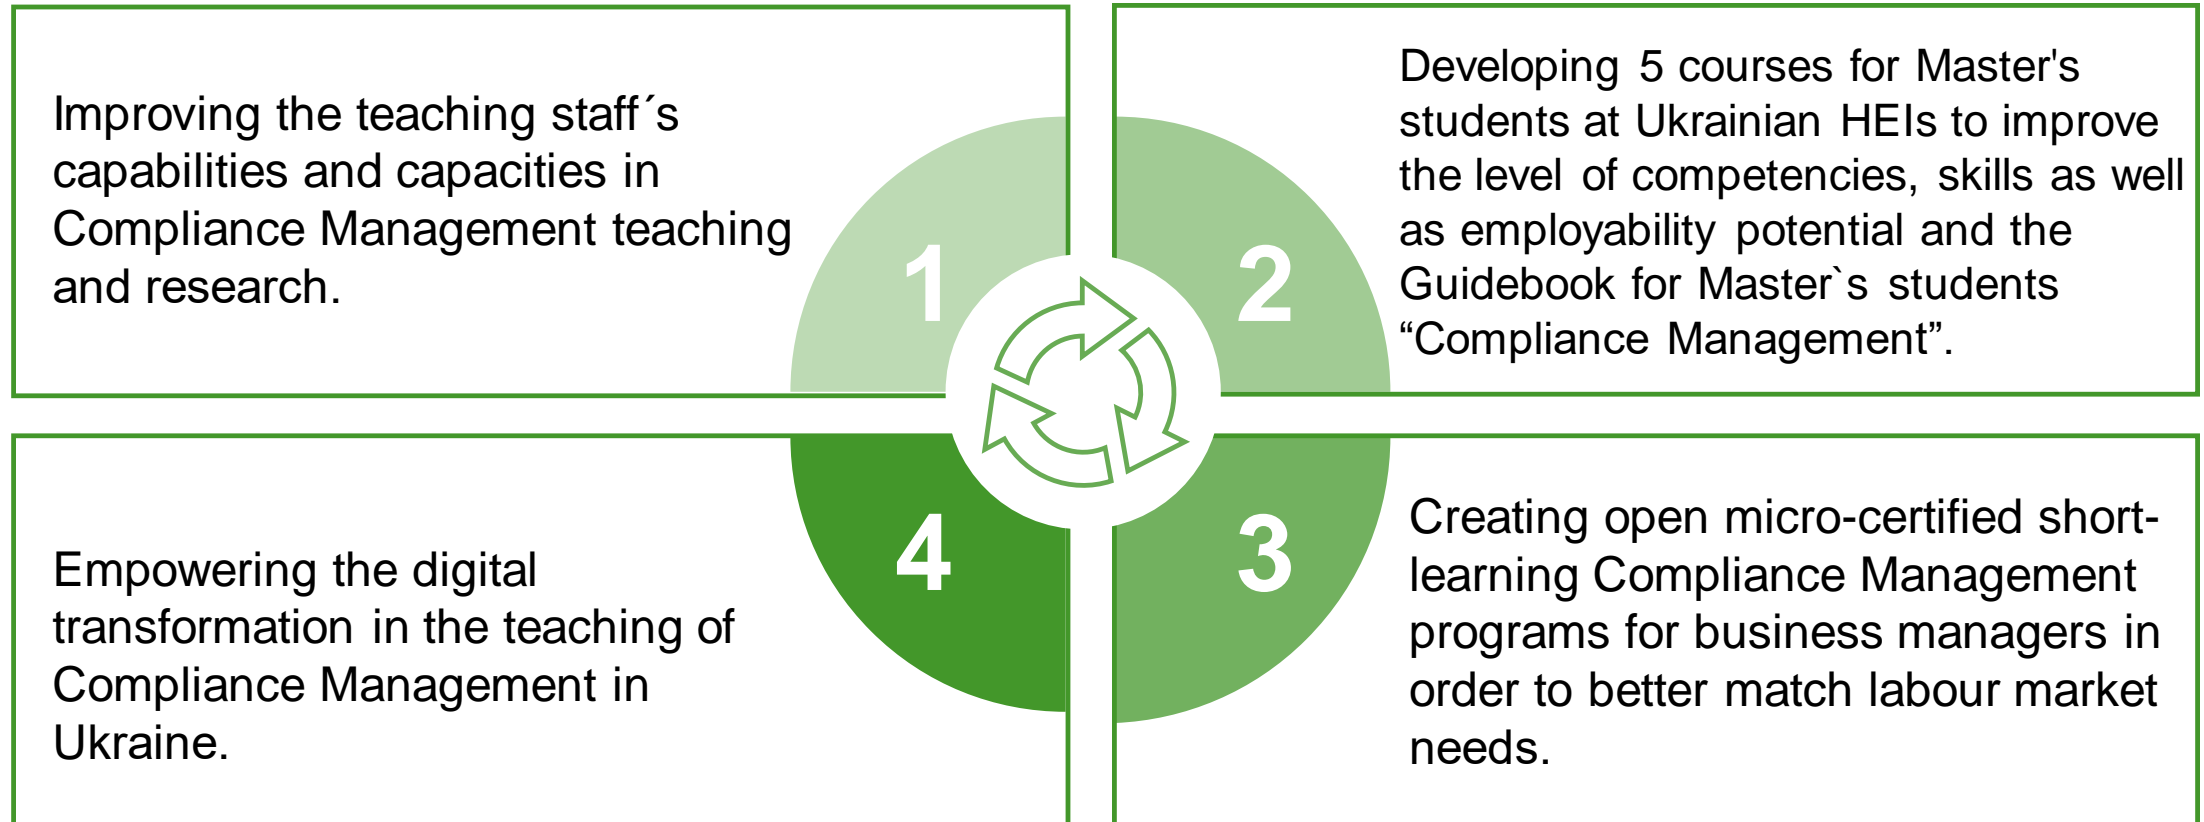 Improving the teaching staff´s
capabilities and capacities in
Compliance Management teaching
and research.
1
2
Developing 5 courses for Master's
students at Ukrainian HEIs to improve
the level of competencies, skills as well
as employability potential and the
Guidebook for Master`s students
“Compliance Management”.
4
Empowering the digital
transformation in the teaching of
Compliance Management in
Ukraine.
3
Creating open micro-certified short-
learning Compliance Management
programs for business managers in
order to better match labour market
needs.